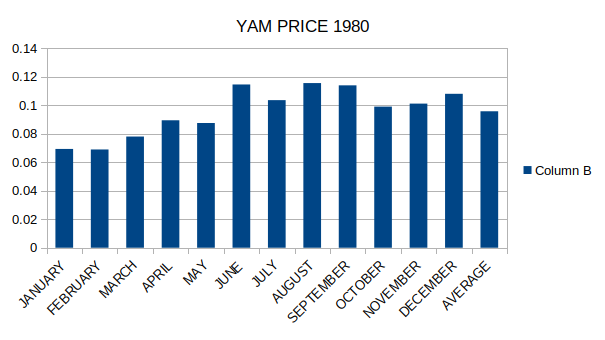 YAM PRICE 1980
0.14
0.12
0.1
0.08
0.06
0.04
0.02
0
Column B
JANUARY
FEBRUARY
MARCH
APRIL
MAY
JUNE
JULY
AUGUST
SEPTEMBER
OCTOBER
NOVEMBER
DECEMBER
AVERAGE